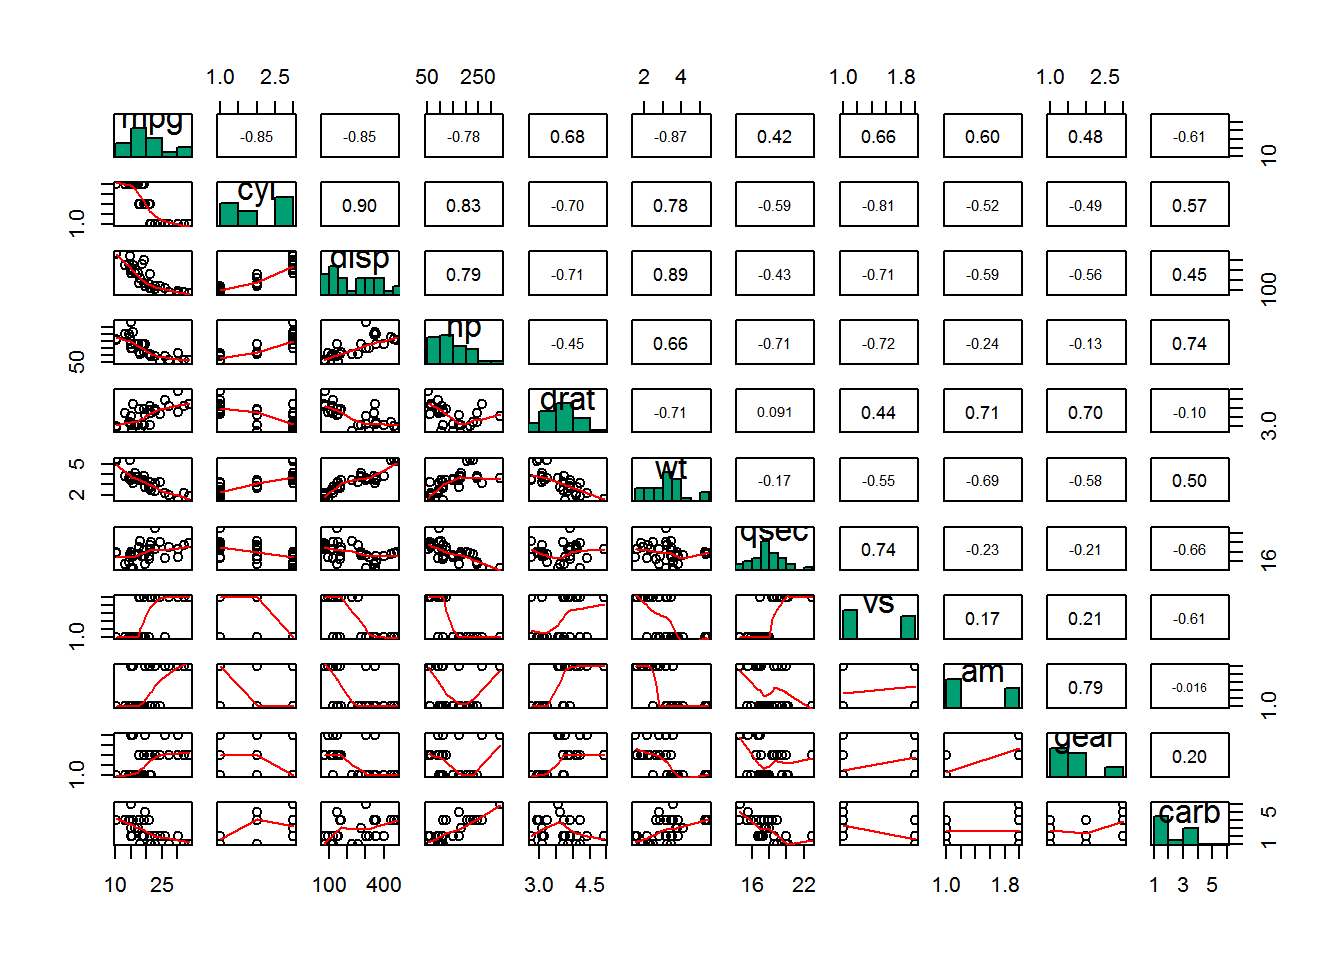 1.0 2.5 50 250 2 4 1.0 1.8 1.0 2.5
mpg -0.85 -0.85 -0.78 0.68 -0.87 0.42 0.66 0.60 0.48 -0.61 10
1.0 cyl 0.90 0.83 -0.70 0.78 -0.59 -0.81 -0.52 -0.49 0.57
disp 0.79 -0.71 0.89 -0.43 -0.71 -0.59 -0.56 0.45 100
50 hp -0.45 0.66 -0.71 -0.72 -0.24 -0.13 0.74
drat -0.71 0.091 0.44 0.71 0.70 -0.10 3.0
2 5 wt -0.17 -0.55 -0.69 -0.58 0.50
qsec 0.74 -0.23 -0.21 -0.66 16
1.0 vs 0.17 0.21 -0.61
am 0.79 -0.016 1.0
1.0 gear 0.20
carb 1 5
10 25 100 400 3.0 4.5 16 22 1.0 1.8 1 3 5